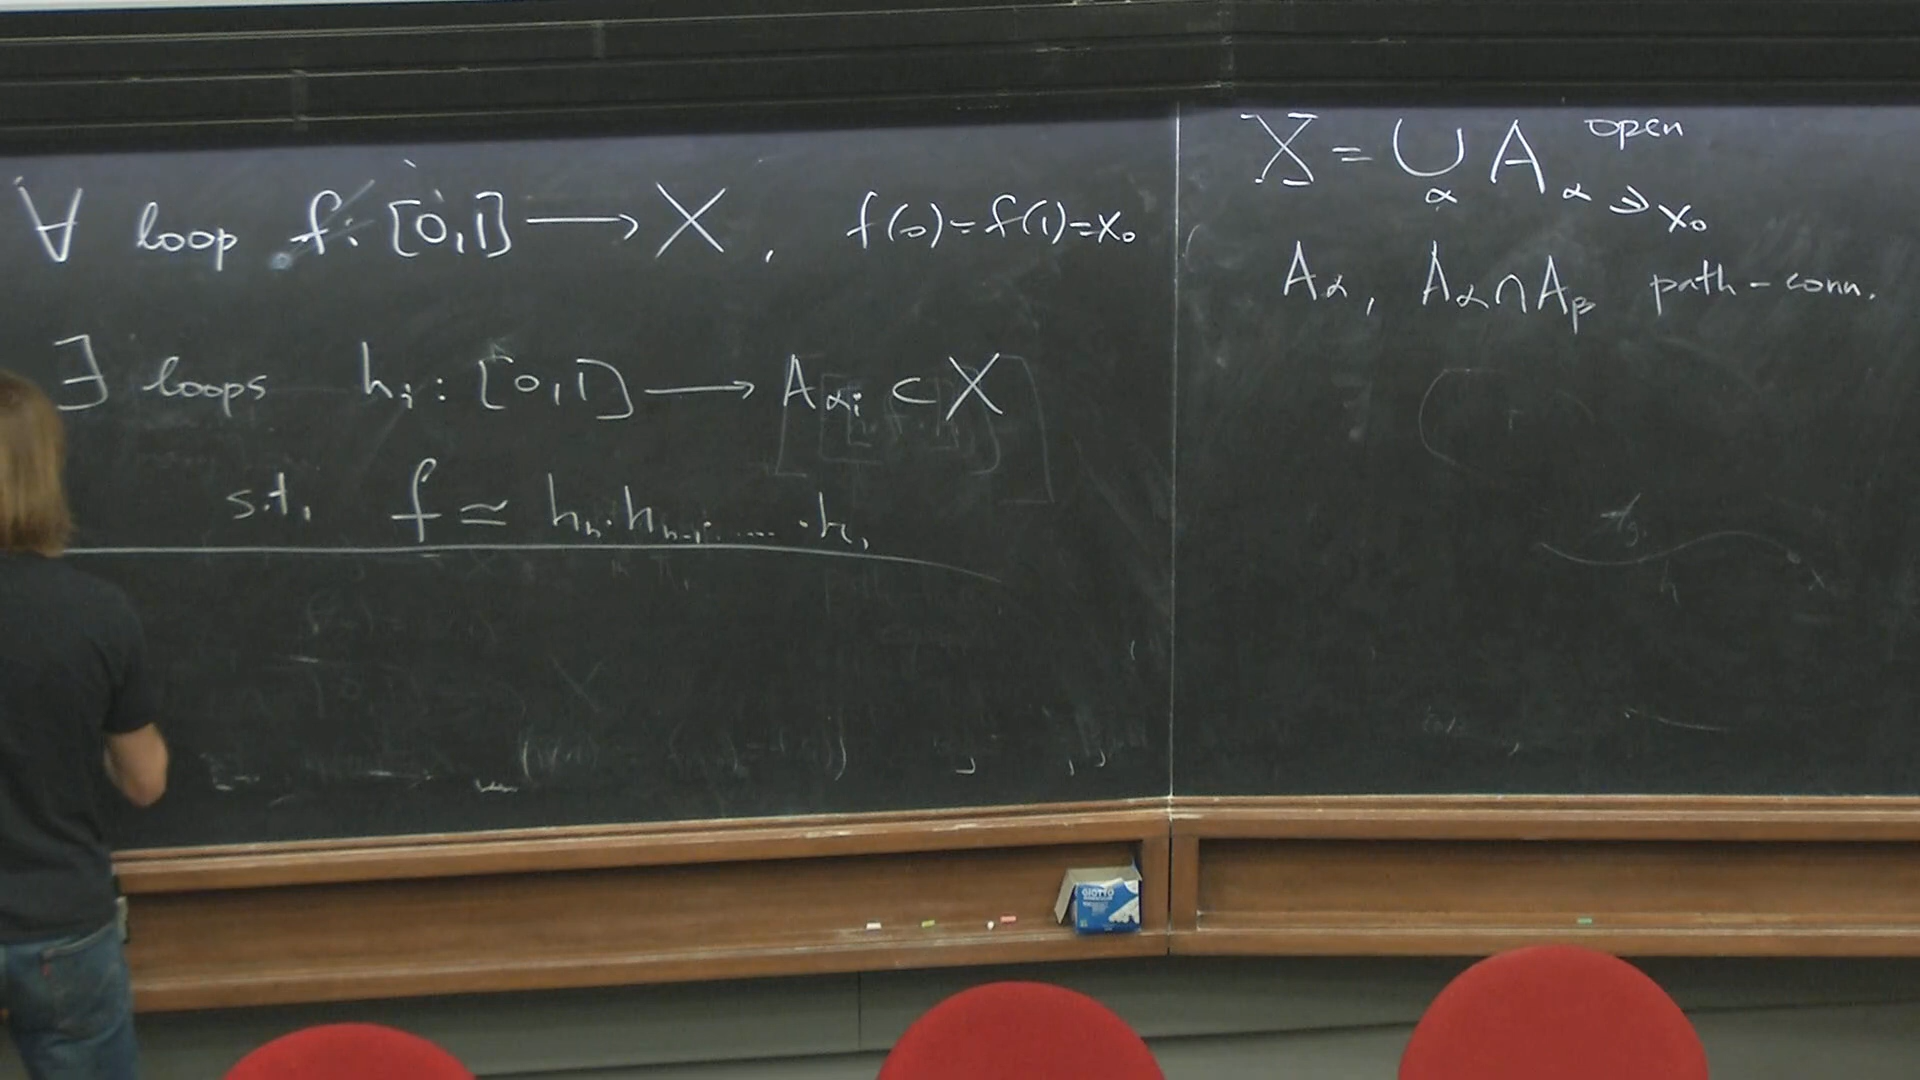 ∀ loop f: [0,1] ⟶ X, f(0)=f(1)=x₀
∃ loops hᵢ: [0,1] ⟶ A_αᵢ ⊂ X
s.t. f ≃ hₙ·hₙ₋₁·....·h₁
X = ∪_α A_α open ∋ x₀
A_α, A_α∩A_β path-conn.
GIOTTO